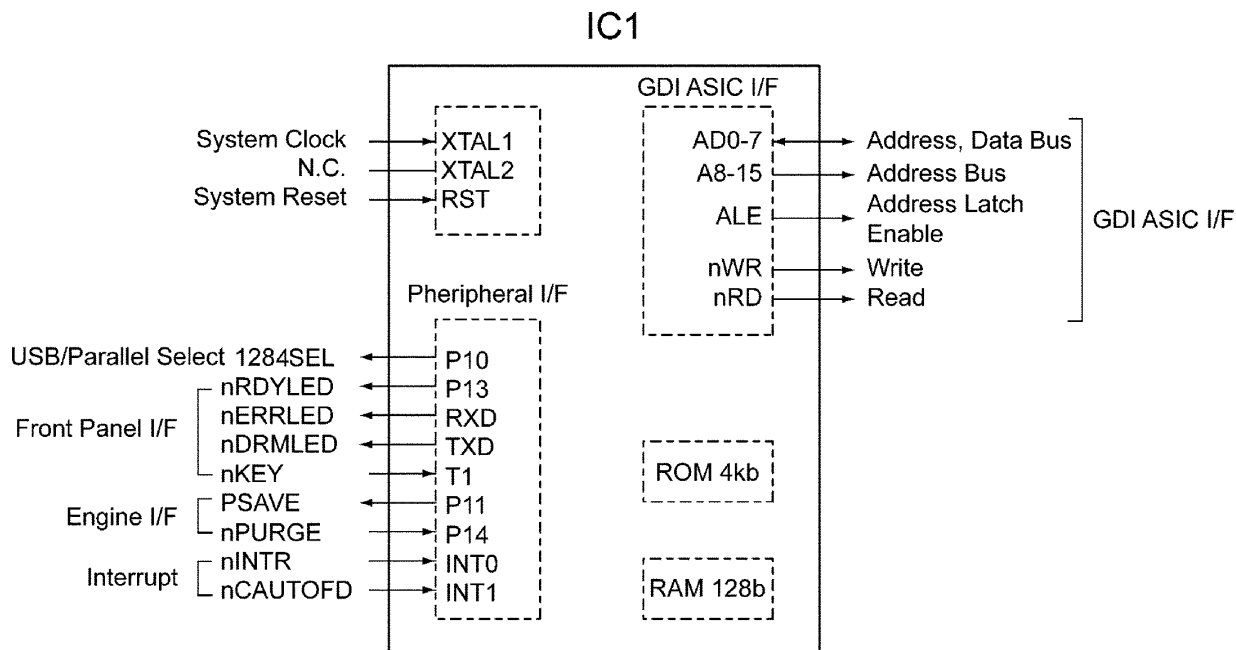 IC1
GDI ASIC I/F
System Clock XTAL1
N.C. XTAL2
System Reset RST
AD0-7 Address, Data Bus
A8-15 Address Bus
ALE Address Latch
Enable
nWR Write
nRD Read
GDI ASIC I/F
Pheripheral I/F
USB/Parallel Select 1284SEL P10
Front Panel I/F
nRDYLED P13
nERRLED RXD
nDRMLED TXD
nKEY T1
Engine I/F
PSAVE P11
nPURGE P14
Interrupt
nINTR INT0
nCAUTOFD INT1
ROM 4kb
RAM 128b